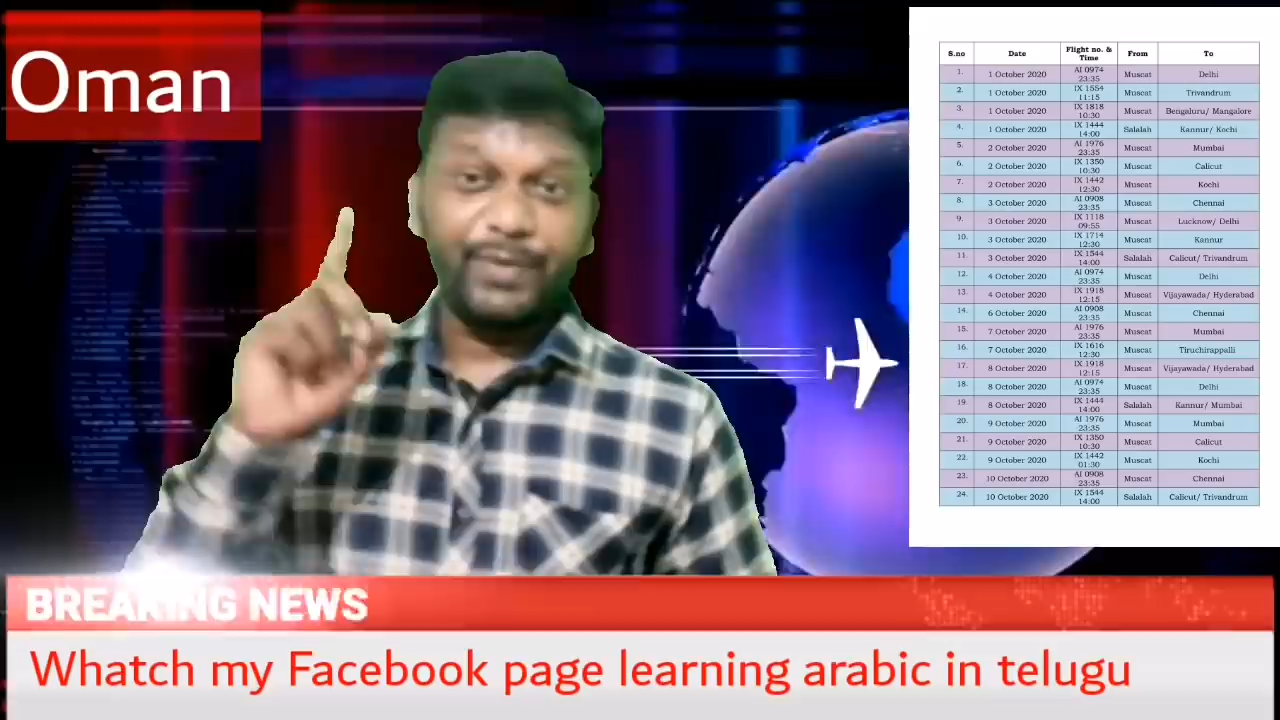 Oman
S.no Date Flight no. & Time From To
1. 1 October 2020 AI 0974 23:35 Muscat Delhi
2. 1 October 2020 IX 1554 11:15 Muscat Trivandrum
3. 1 October 2020 IX 1818 10:30 Muscat Bengaluru/ Mangalore
4. 1 October 2020 IX 1444 14:00 Salalah Kannur/ Kochi
5. October 2020 AI 1976 23:35 Muscat Mumbai
6. 2 October 2020 IX 1350 10:30 Muscat Calicut
7. 2 October 2020 IX 1442 12:30 Muscat Kochi
8. 3 October 2020 AI 0908 23:35 Muscat Chennai
9. 3 October 2020 IX 1118 09:55 Muscat Lucknow/ Delhi
10. 3 October 2020 IX 1714 12:30 Muscat Kannur
11. 3 October 2020 IX 1544 14:00 Salalah Calicut/ Trivandrum
12. 4 October 2020 AI 0974 23:35 Muscat Delhi
13. October 2020 IX 1918 12:15 Muscat Vijayawada/ Hyderabad
14. 6 October 2020 AI 0908 23:35 Muscat Chennai
15. October 2020 AI 1976 23:35 Muscat Mumbai
16. October 2020 IX 1616 12:30 Muscat Tiruchirappalli
17. 8 October 2020 IX 1918 12:15 Muscat Vijayawada/ Hyderabad
18. 8 October 2020 AI 0974 23:35 Muscat Delhi
19. 8 October 2020 IX 1444 14:00 Salalah Kannur/ Mumbai
20. 9 October 2020 AI 1976 23:35 Muscat Mumbai
21. 9 October 2020 IX 1350 10:30 Muscat Calicut
22. 9 October 2020 IX 1442 01:30 Muscat Kochi
23. 10 October 2020 AI 0908 23:35 Muscat Chennai
24. 10 October 2020 IX 1544 14:00 Salalah Calicut/ Trivandrum
BREAKING NEWS
Whatch my Facebook page learning arabic in telugu